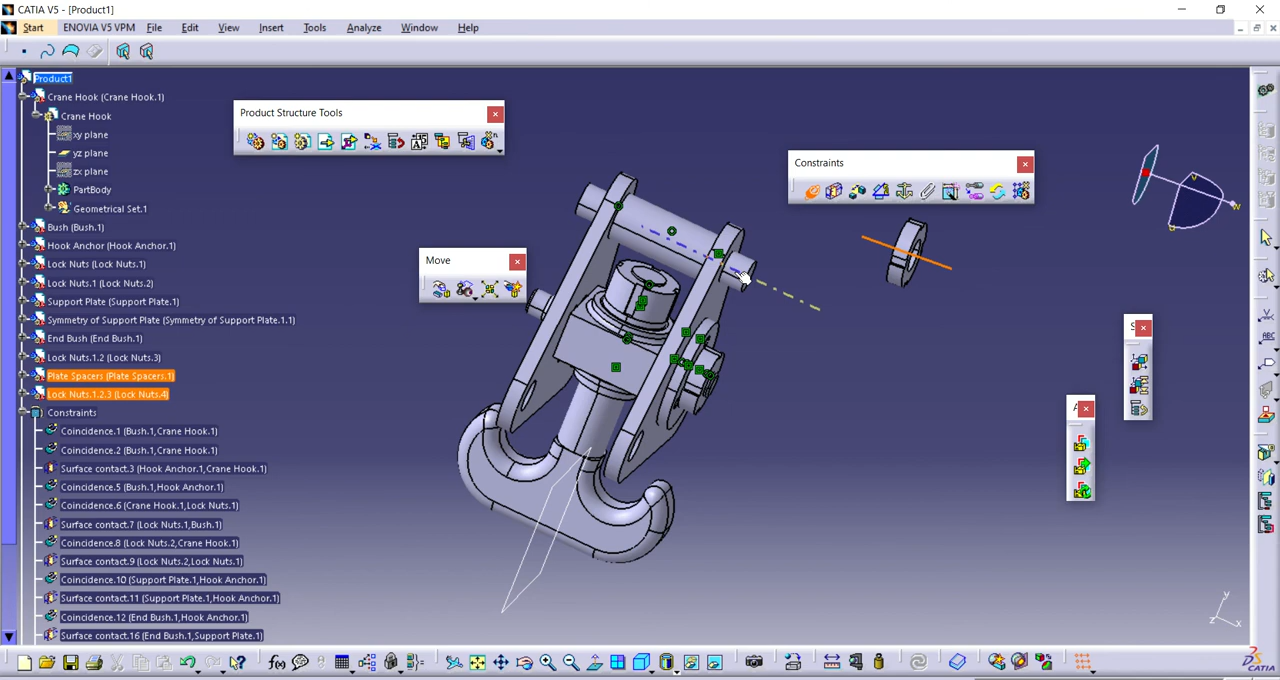 CATIA V5 - [Product1]
Start ENOVIA V5 VPM File Edit View Insert Tools Analyze Window Help
Product1
Crane Hook (Crane Hook.1)
Crane Hook
xy plane
yz plane
zx plane
PartBody
Geometrical Set.1
Bush (Bush.1)
Hook Anchor (Hook Anchor.1)
Lock Nuts (Lock Nuts.1)
Lock Nuts.1 (Lock Nuts.2)
Support Plate (Support Plate.1)
Symmetry of Support Plate (Symmetry of Support Plate.1.1)
End Bush (End Bush.1)
Lock Nuts.1.2 (Lock Nuts.3)
Plate Spacers (Plate Spacers.1)
Lock Nuts.1.2.3 (Lock Nuts.4)
Constraints
Coincidence.1 (Bush.1,Crane Hook.1)
Coincidence.2 (Bush.1,Crane Hook.1)
Surface contact.3 (Hook Anchor.1,Crane Hook.1)
Coincidence.5 (Bush.1,Hook Anchor.1)
Coincidence.6 (Crane Hook.1,Lock Nuts.1)
Surface contact.7 (Lock Nuts.1,Bush.1)
Coincidence.8 (Lock Nuts.2,Crane Hook.1)
Surface contact.9 (Lock Nuts.2,Lock Nuts.1)
Coincidence.10 (Support Plate.1,Hook Anchor.1)
Surface contact.11 (Support Plate.1,Hook Anchor.1)
Coincidence.12 (End Bush.1,Hook Anchor.1)
Surface contact.16 (End Bush.1,Support Plate.1)
Product Structure Tools
Move
Constraints
S
v
w
u
y
z x
f(x)
CATIA